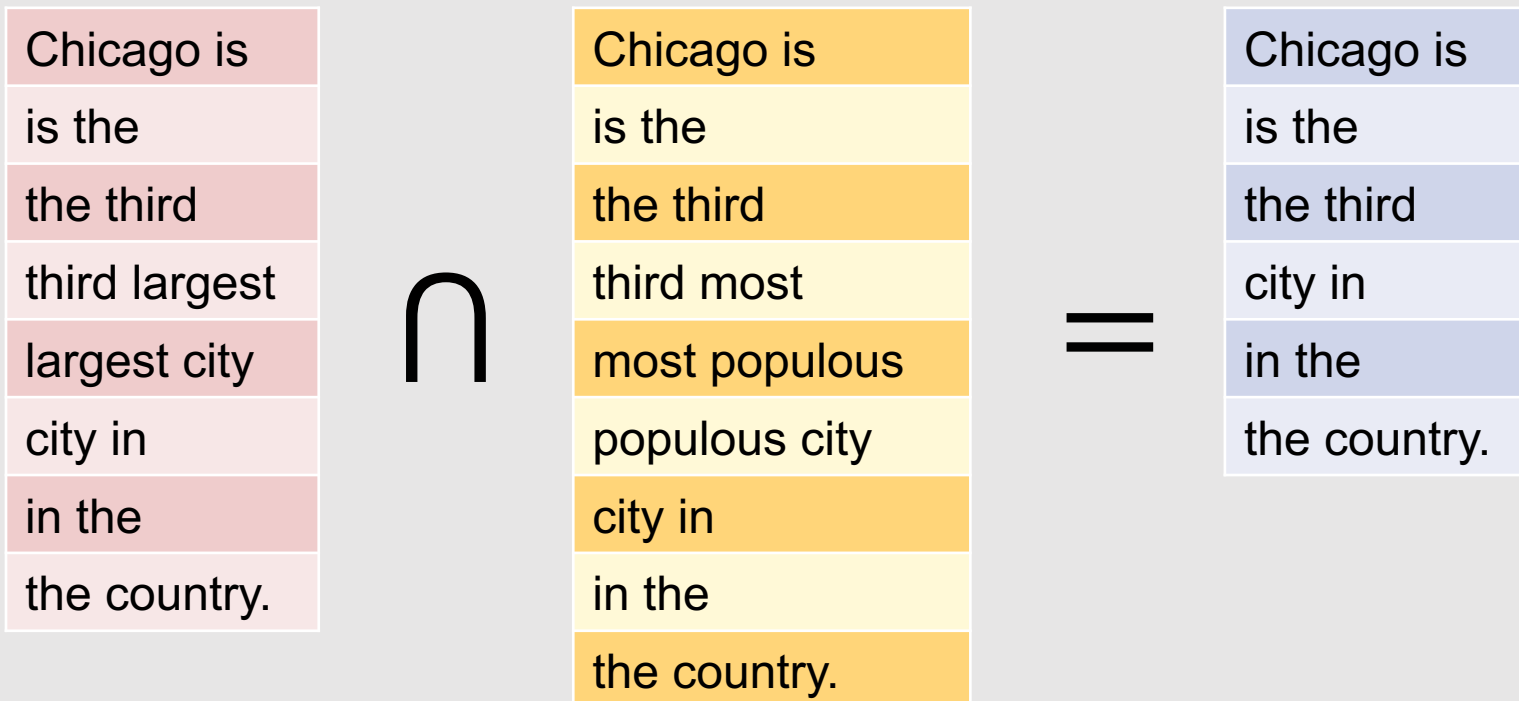 Chicago is
is the
the third
third largest
largest city
city in
in the
the country.
∩
Chicago is
is the
the third
third most
most populous
populous city
city in
in the
the country.
=
Chicago is
is the
the third
city in
in the
the country.